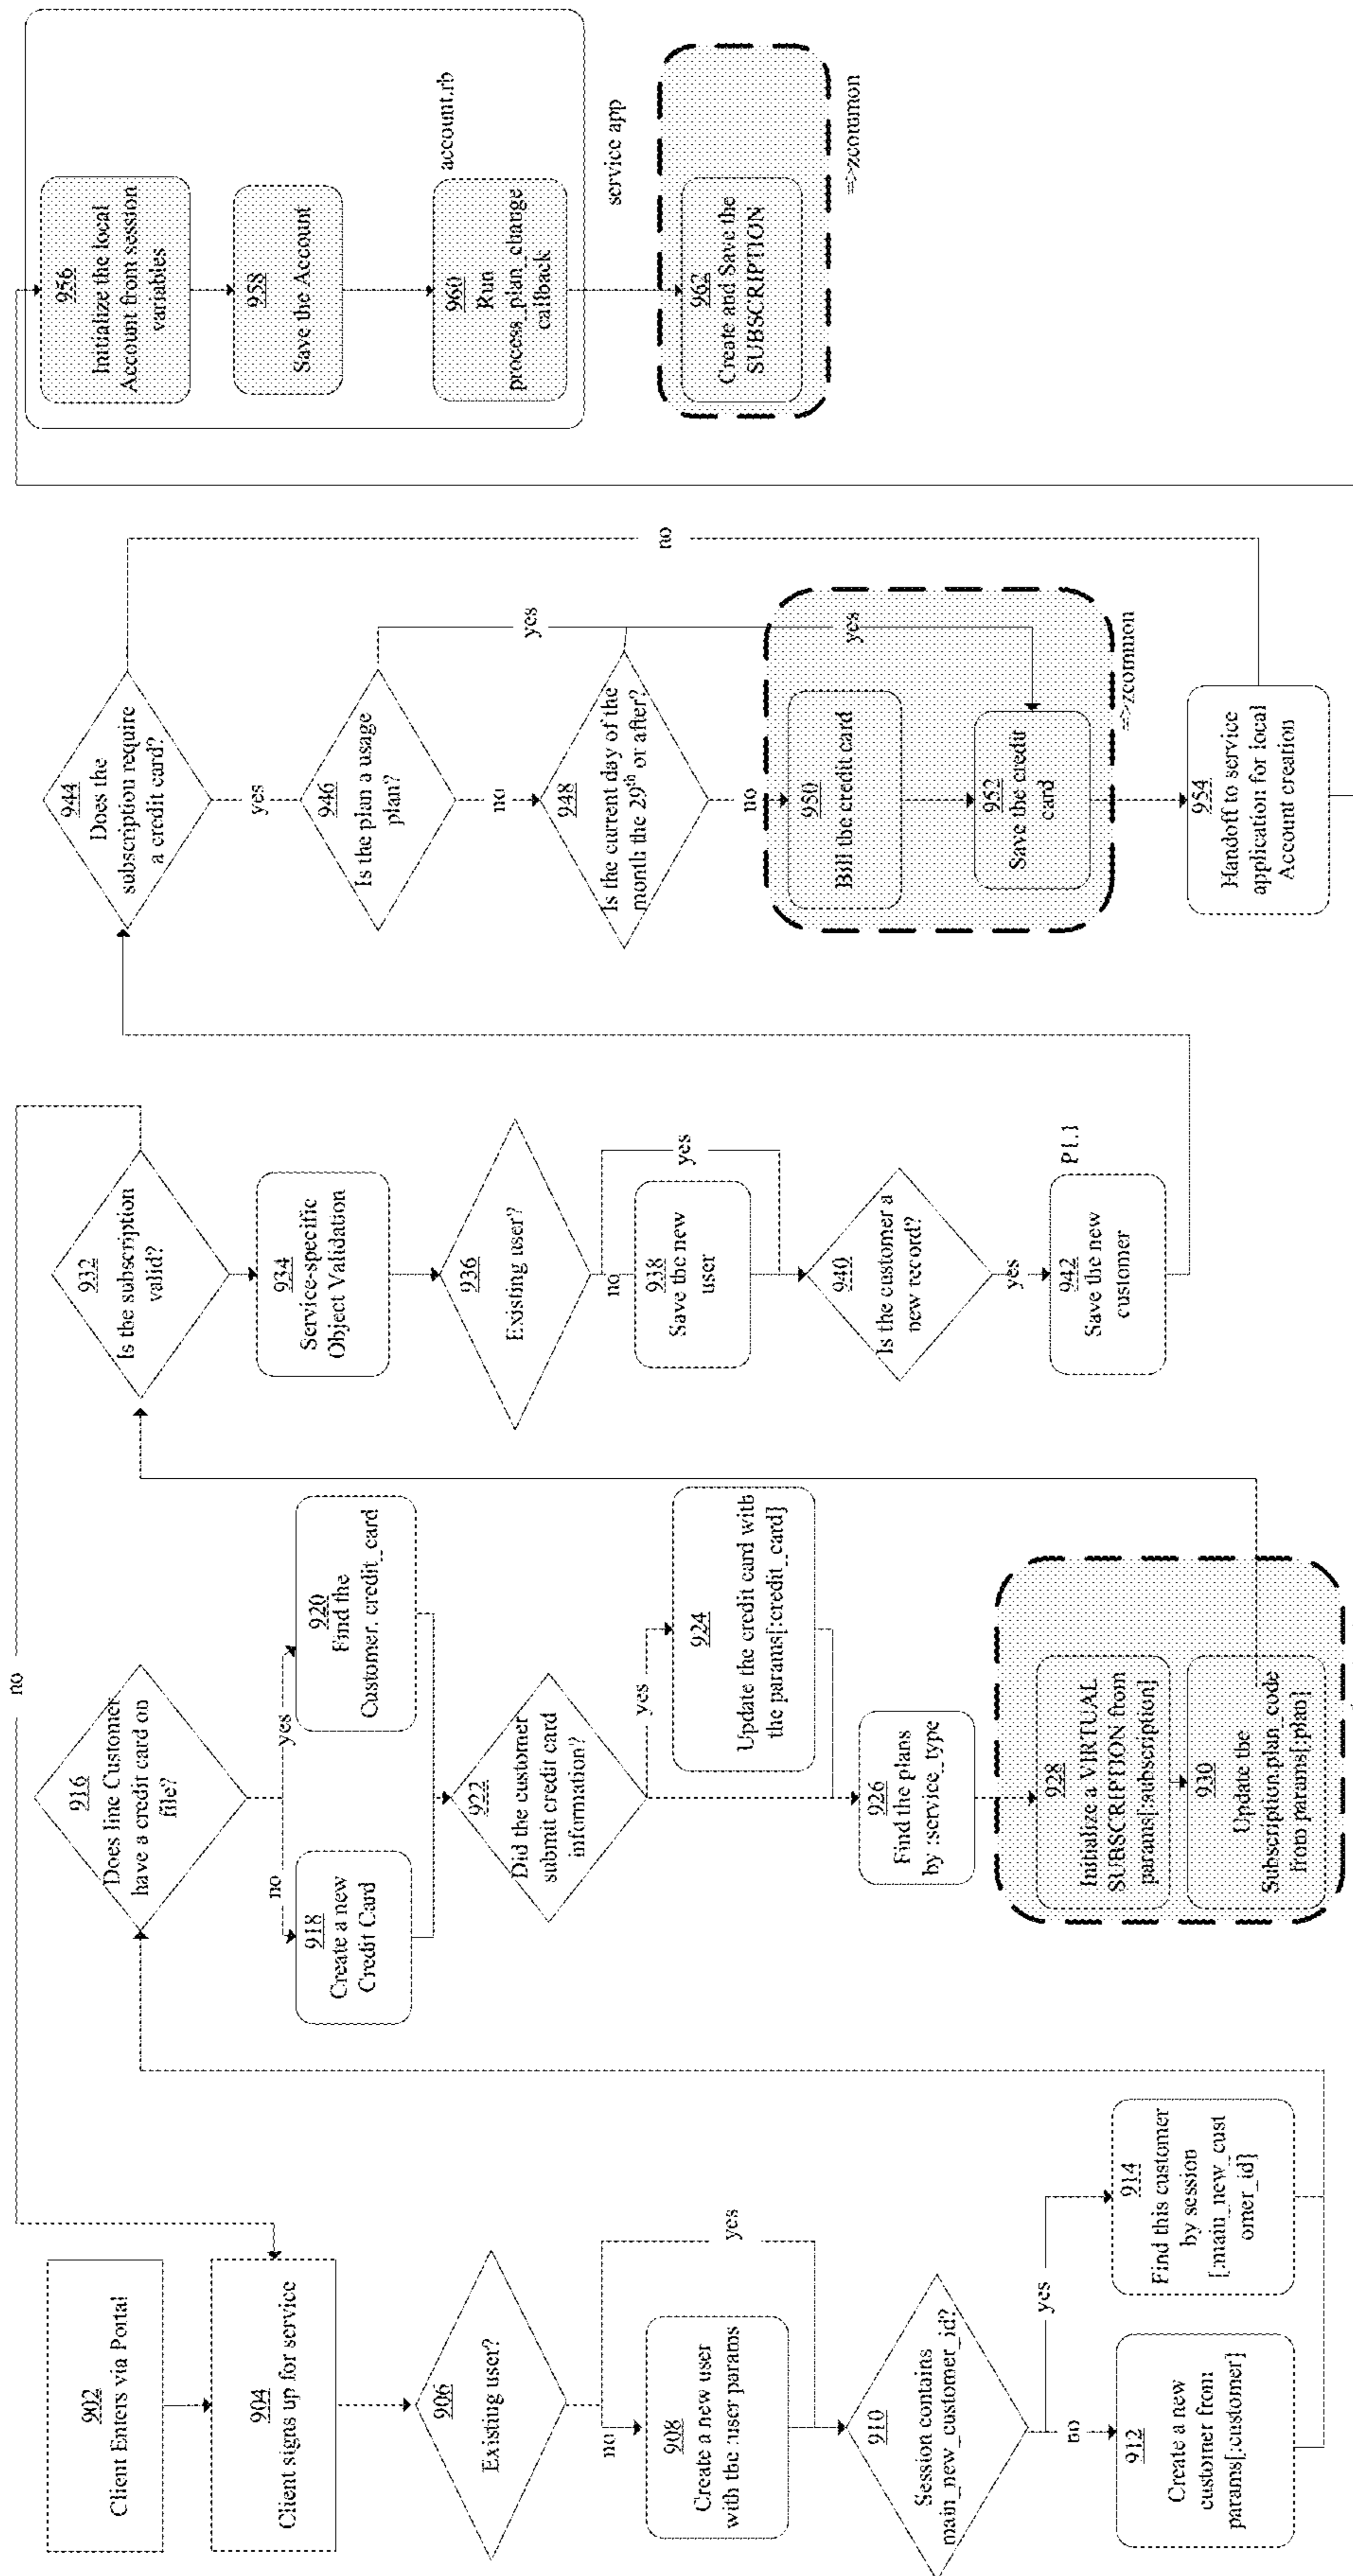 902
Client Enters via Portal
904
Client signs up for service
906
Existing user?
no
yes
908
Create a new user
with the :user params
910
Session contains
main_new_customer_id?
no
yes
912
Create a new
customer from
params[:customer]
914
Find this customer
by session
[:main_new_cust
omer_id]
no
916
Does line Customer
have a credit card on
file?
no
yes
918
Create a new
Credit Card
920
Find the
Customer, credit_card
922
Did the customer
submit credit card
information?
yes
924
Update the credit card with
the params[:credit_card]
926
Find the plans
by :service_type
928
Initialize a VIRTUAL
SUBSCRIPTION from
params[:subscription]
930
Update the
Subscription.plan_code
from params[:plan]
932
Is the subscription
valid?
934
Service-specific
Object Validation
936
Existing user?
no
yes
938
Save the new
user
940
Is the customer a
new record?
yes
942
Save the new
customer
P1.1
944
Does the
subscription require
a credit card?
yes
no
946
Is the plan a usage
plan?
no
yes
948
Is the current day of the
month the 29th or after?
no
yes
950
Bill the credit card
952
Save the credit
card
=>zcommon
954
Handoff to service
application for local
Account creation
956
Initialize the local
Account from session
variables
958
Save the Account
960
Run
process_plan_change
callback
account.rb
service app
962
Create and Save the
SUBSCRIPTION
=>zcommon